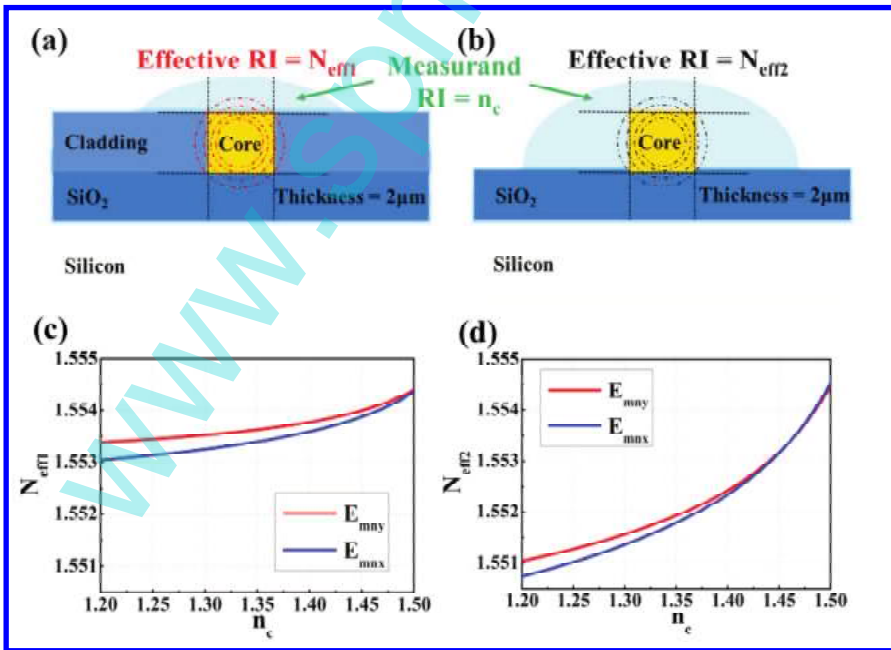 (a)
Effective RI = Neff1
Measurand
RI = nc
Cladding
Core
SiO2
Thickness = 2μm
Silicon
(b)
Effective RI = Neff2
Core
SiO2
Thickness = 2μm
Silicon
(c)
Neff1
1.555
1.554
1.553
1.552
1.551
Emny
Emnx
1.20 1.25 1.30 1.35 1.40 1.45 1.50
nc
(d)
Neff2
1.555
1.554
1.553
1.552
1.551
Emny
Emnx
1.20 1.25 1.30 1.35 1.40 1.45 1.50
nc
www.spr